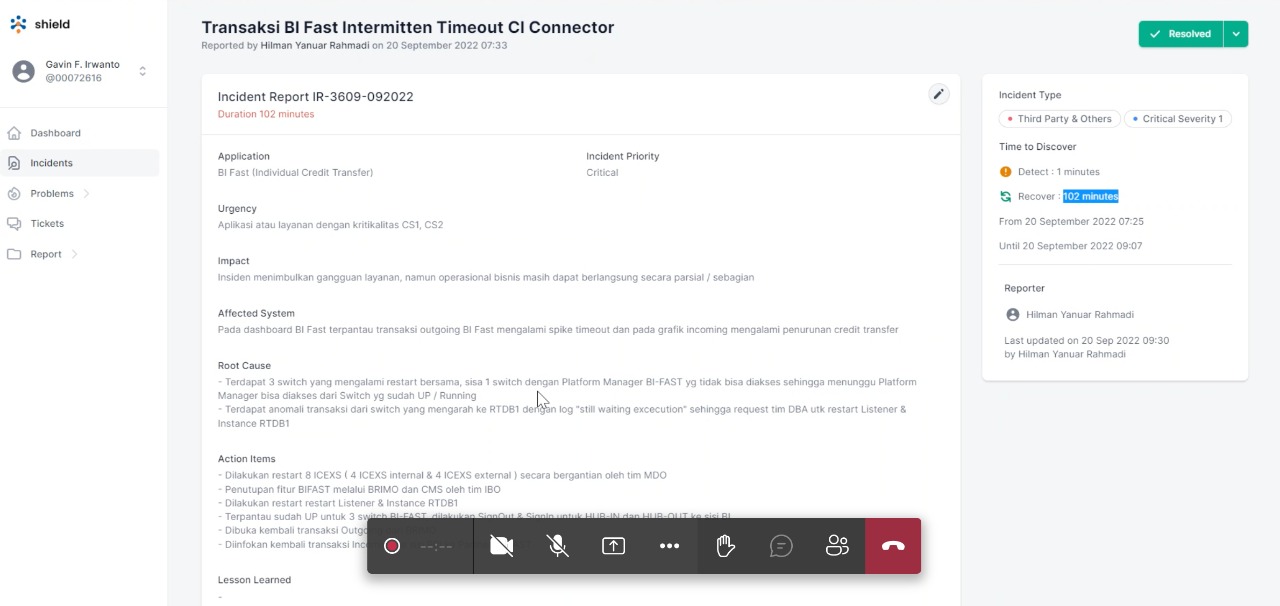 shield
Gavin F. Irwanto
@00072616
Dashboard
Incidents
Problems
Tickets
Report
Transaksi BI Fast Intermitten Timeout CI Connector
Reported by Hilman Yanuar Rahmadi on 20 September 2022 07:33
Resolved
Incident Report IR-3609-092022
Duration 102 minutes
Application
BI Fast (Individual Credit Transfer)
Incident Priority
Critical
Urgency
Aplikasi atau layanan dengan kritikalitas CS1, CS2
Impact
Insiden menimbulkan gangguan layanan, namun operasional bisnis masih dapat berlangsung secara parsial / sebagian
Affected System
Pada dashboard BI Fast terpantau transaksi outgoing BI Fast mengalami spike timeout dan pada grafik incoming mengalami penurunan credit transfer
Root Cause
- Terdapat 3 switch yang mengalami restart bersama, sisa 1 switch dengan Platform Manager BI-FAST yg tidak bisa diakses sehingga menunggu Platform
Manager bisa diakses dari Switch yg sudah UP / Running
- Terdapat anomali transaksi dari switch yang mengarah ke RTDB1 dengan log "still waiting excecution" sehingga request tim DBA utk restart Listener &
Instance RTDB1
Action Items
- Dilakukan restart 8 ICEXS ( 4 ICEXS internal & 4 ICEXS external ) secara bergantian oleh tim MDO
- Penutupan fitur BIFAST melalui BRIMO dan CMS oleh tim IBO
- Dilakukan restart restart Listener & Instance RTDB1
- Terpantau sudah UP untuk 3 switch BI-FAST, dilakukan SignOut & SignIn untuk HUB-IN dan HUB-OUT ke sisi BI
- Dibuka kembali transaksi
- Diinfokan kembali transaksi
Lesson Learned
-
--:--
Incident Type
Third Party & Others
Critical Severity 1
Time to Discover
Detect : 1 minutes
Recover : 102 minutes
From 20 September 2022 07:25
Until 20 September 2022 09:07
Reporter
Hilman Yanuar Rahmadi
Last updated on 20 Sep 2022 09:30
by Hilman Yanuar Rahmadi